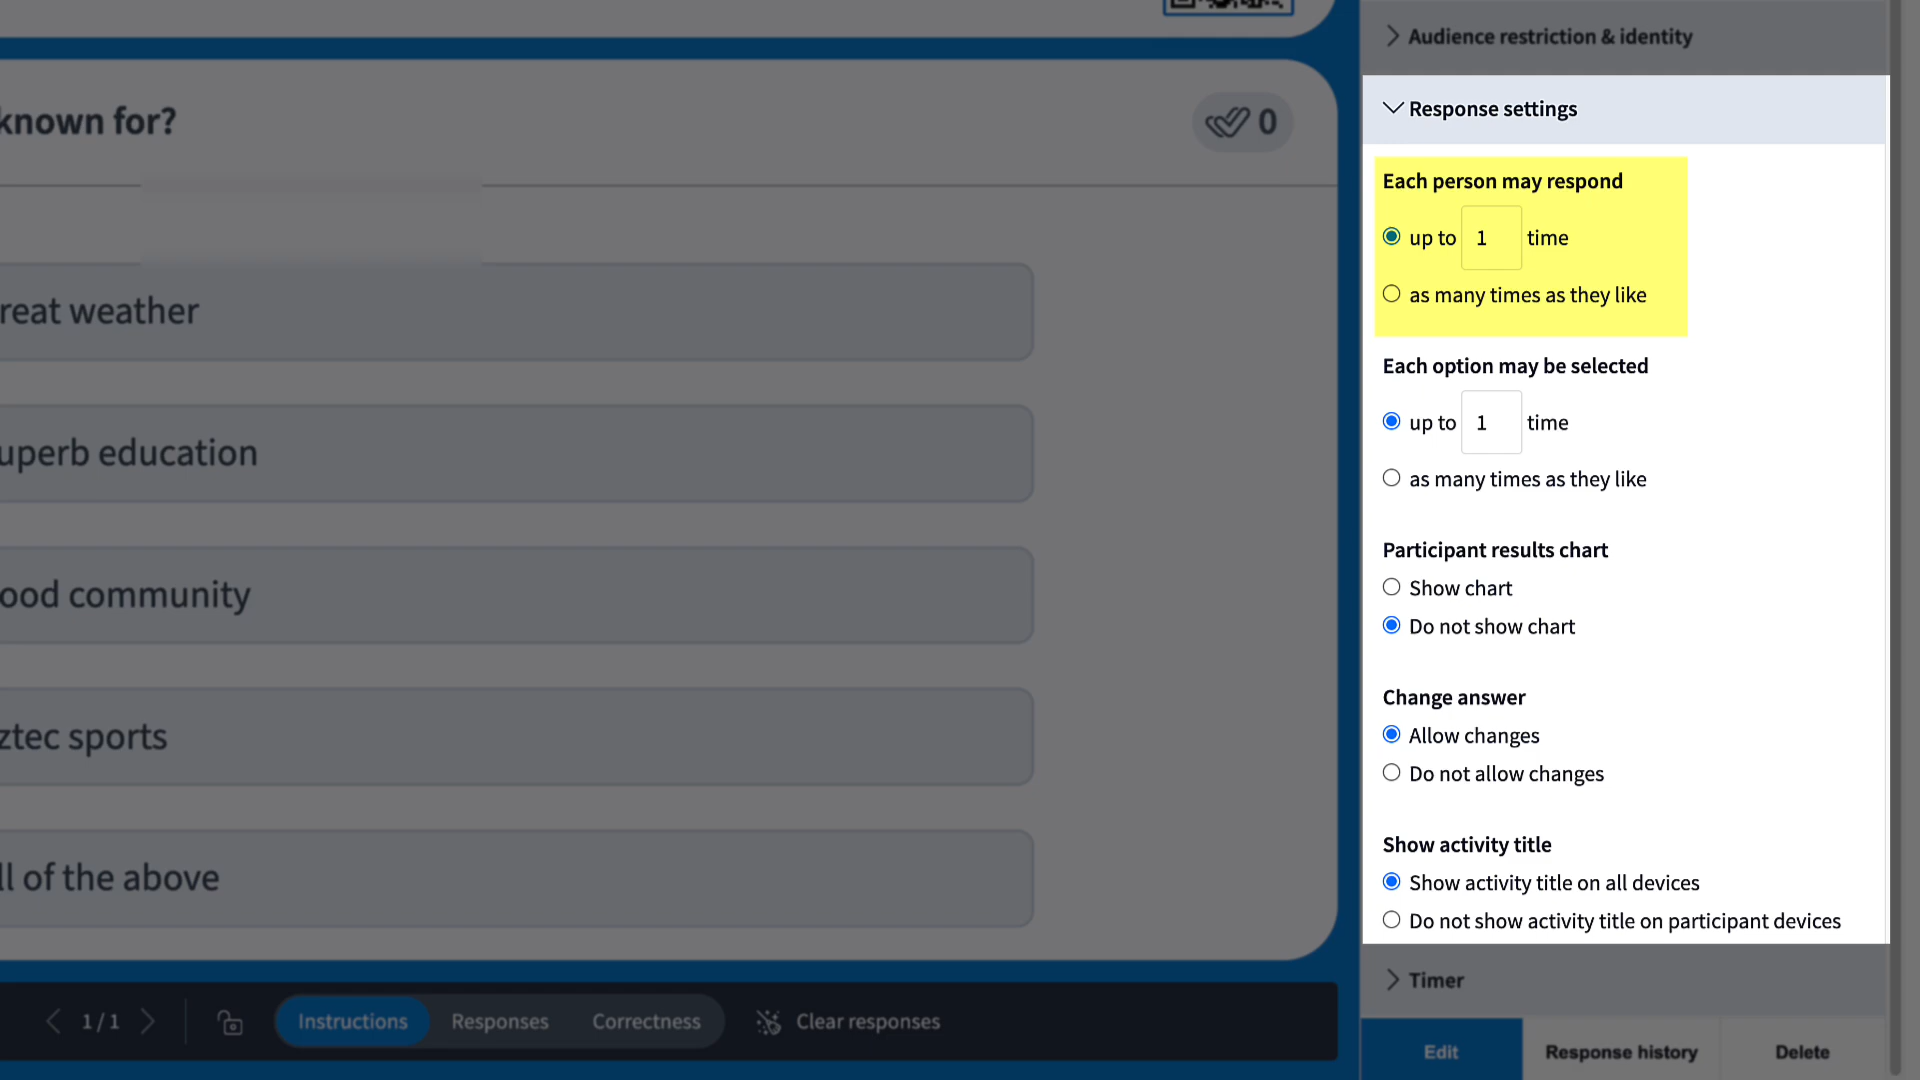 known for?
0
reat weather
uperb education
ood community
ztec sports
ll of the above
1 / 1
Instructions
Responses
Correctness
Clear responses
Audience restriction & identity
Response settings
Each person may respond
up to 1 time
as many times as they like
Each option may be selected
up to 1 time
as many times as they like
Participant results chart
Show chart
Do not show chart
Change answer
Allow changes
Do not allow changes
Show activity title
Show activity title on all devices
Do not show activity title on participant devices
Timer
Edit
Response history
Delete